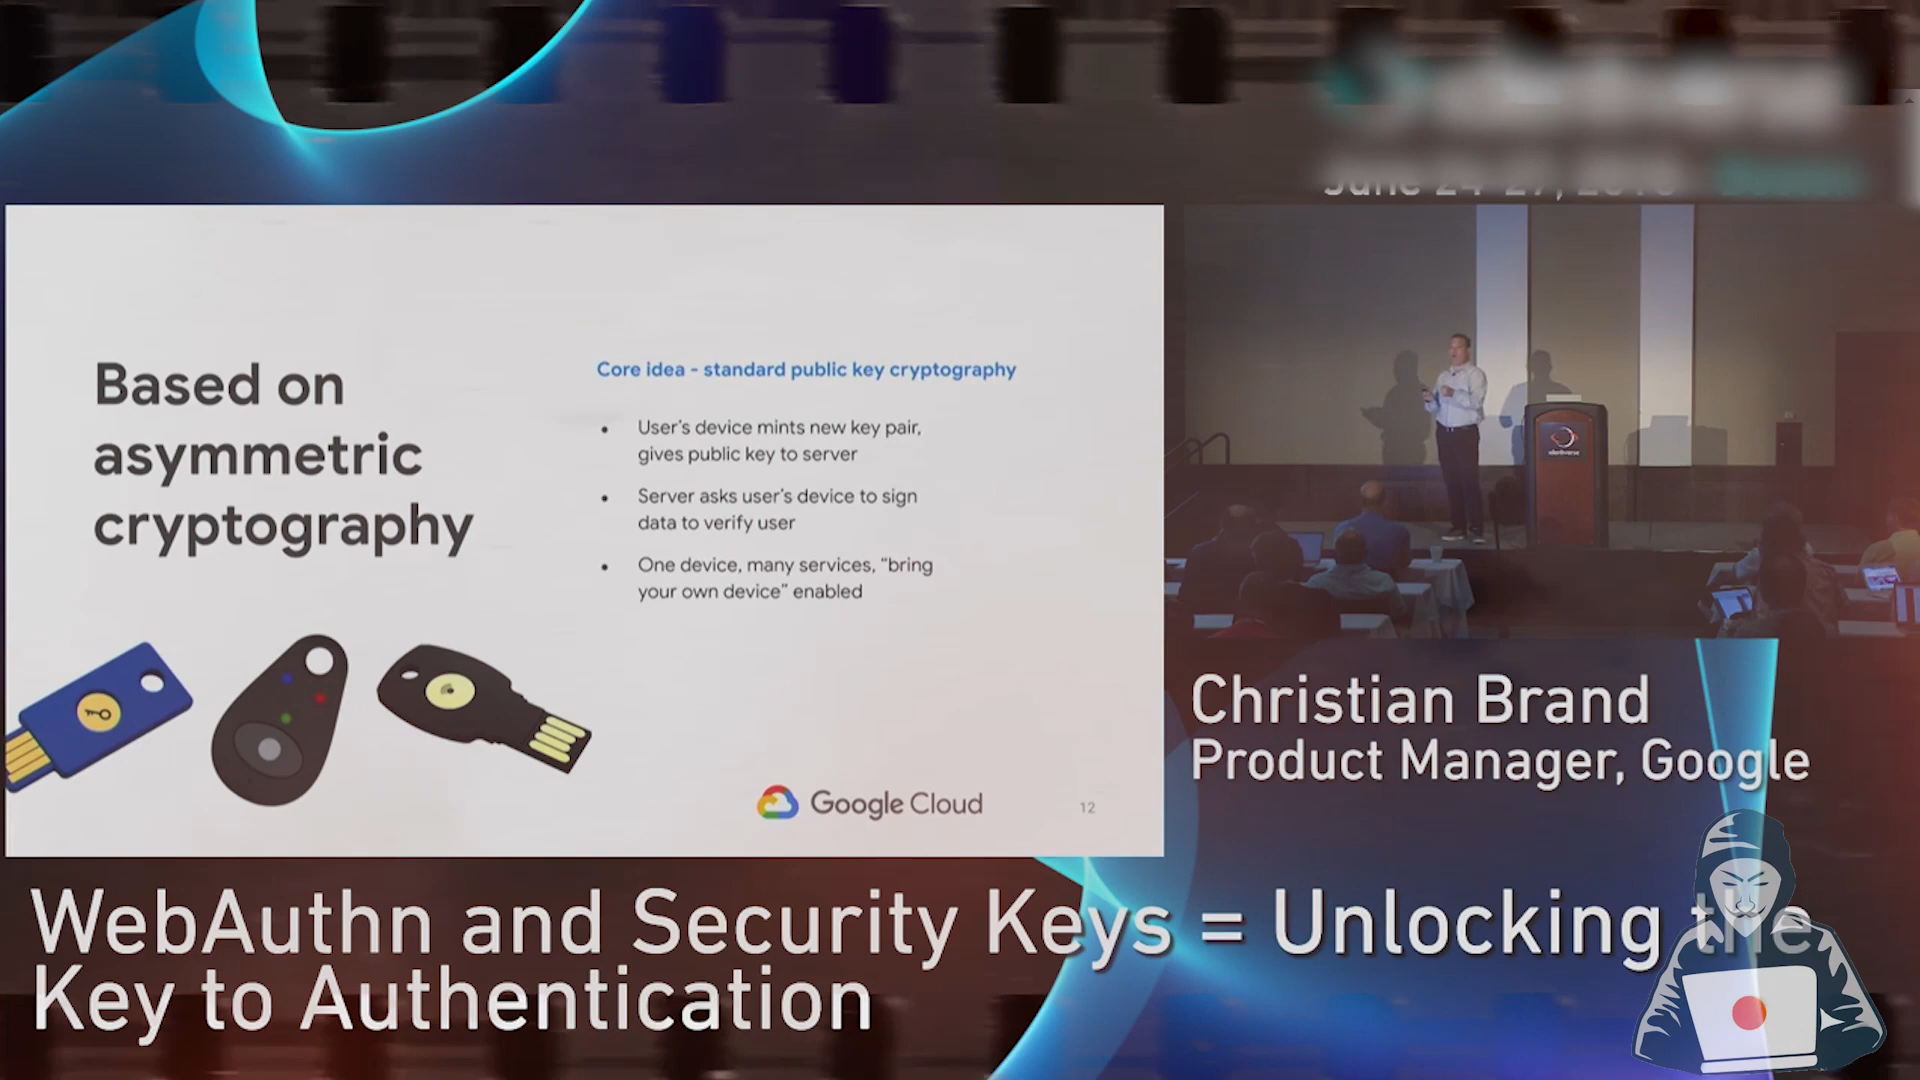 Based on
asymmetric
cryptography
Core idea - standard public key cryptography
• User's device mints new key pair,
gives public key to server
• Server asks user's device to sign
data to verify user
• One device, many services, "bring
your own device" enabled
Google Cloud
12
Christian Brand
Product Manager, Google
WebAuthn and Security Keys = Unlocking the
Key to Authentication